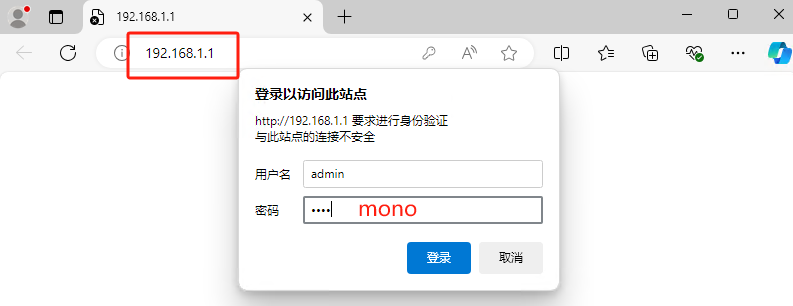 192.168.1.1
192.168.1.1
登录以访问此站点
http://192.168.1.1 要求进行身份验证
与此站点的连接不安全
用户名 admin
密码 •••• mono
登录 取消